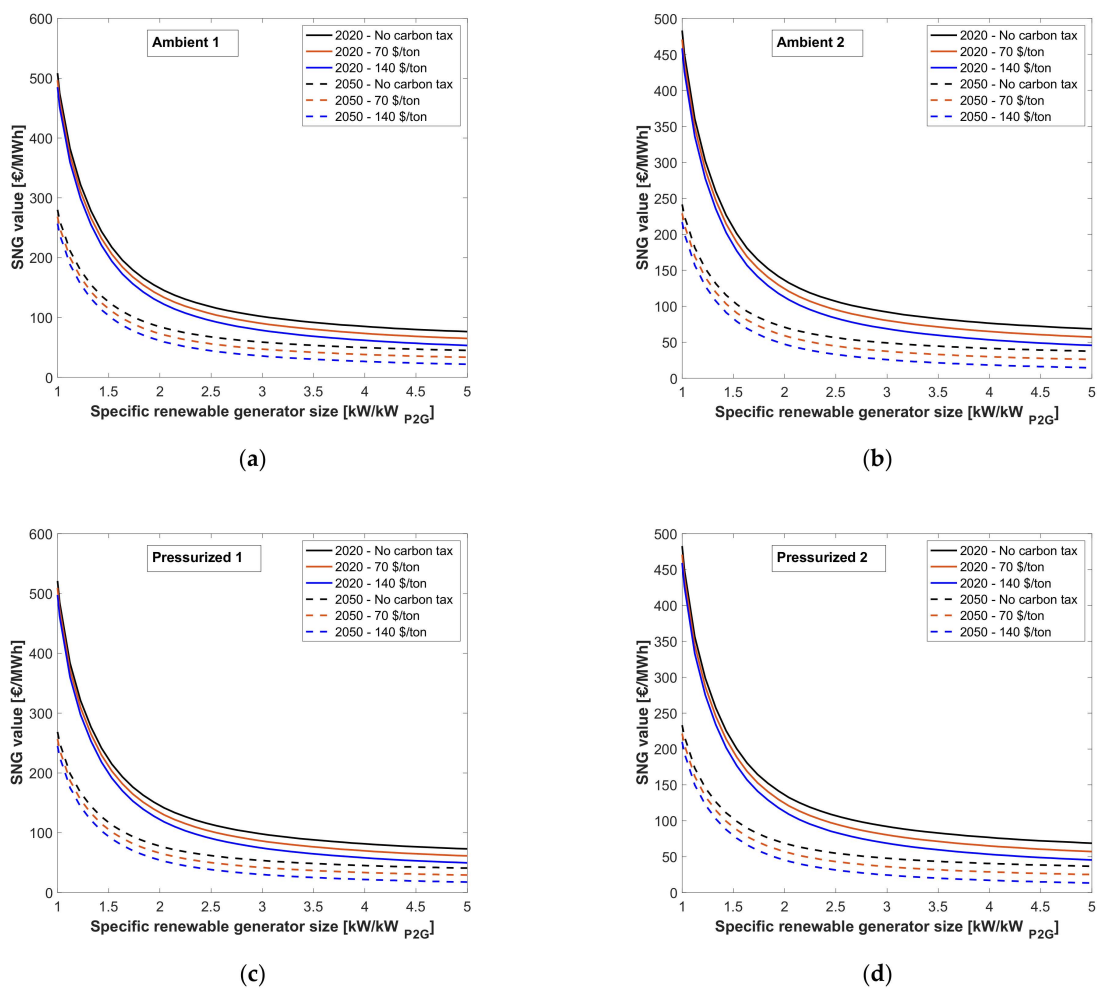 600
500
400
300
200
100
0
SNG value [€/MWh]
Ambient 1
2020 - No carbon tax
2020 - 70 $/ton
2020 - 140 $/ton
2050 - No carbon tax
2050 - 70 $/ton
2050 - 140 $/ton
1 1.5 2 2.5 3 3.5 4 4.5 5
Specific renewable generator size [kW/kW P2G]
(a)
500
450
400
350
300
250
200
150
100
50
0
SNG value [€/MWh]
Ambient 2
2020 - No carbon tax
2020 - 70 $/ton
2020 - 140 $/ton
2050 - No carbon tax
2050 - 70 $/ton
2050 - 140 $/ton
1 1.5 2 2.5 3 3.5 4 4.5 5
Specific renewable generator size [kW/kW P2G]
(b)
600
500
400
300
200
100
0
SNG value [€/MWh]
Pressurized 1
2020 - No carbon tax
2020 - 70 $/ton
2020 - 140 $/ton
2050 - No carbon tax
2050 - 70 $/ton
2050 - 140 $/ton
1 1.5 2 2.5 3 3.5 4 4.5 5
Specific renewable generator size [kW/kW P2G]
(c)
500
450
400
350
300
250
200
150
100
50
0
SNG value [€/MWh]
Pressurized 2
2020 - No carbon tax
2020 - 70 $/ton
2020 - 140 $/ton
2050 - No carbon tax
2050 - 70 $/ton
2050 - 140 $/ton
1 1.5 2 2.5 3 3.5 4 4.5 5
Specific renewable generator size [kW/kW P2G]
(d)